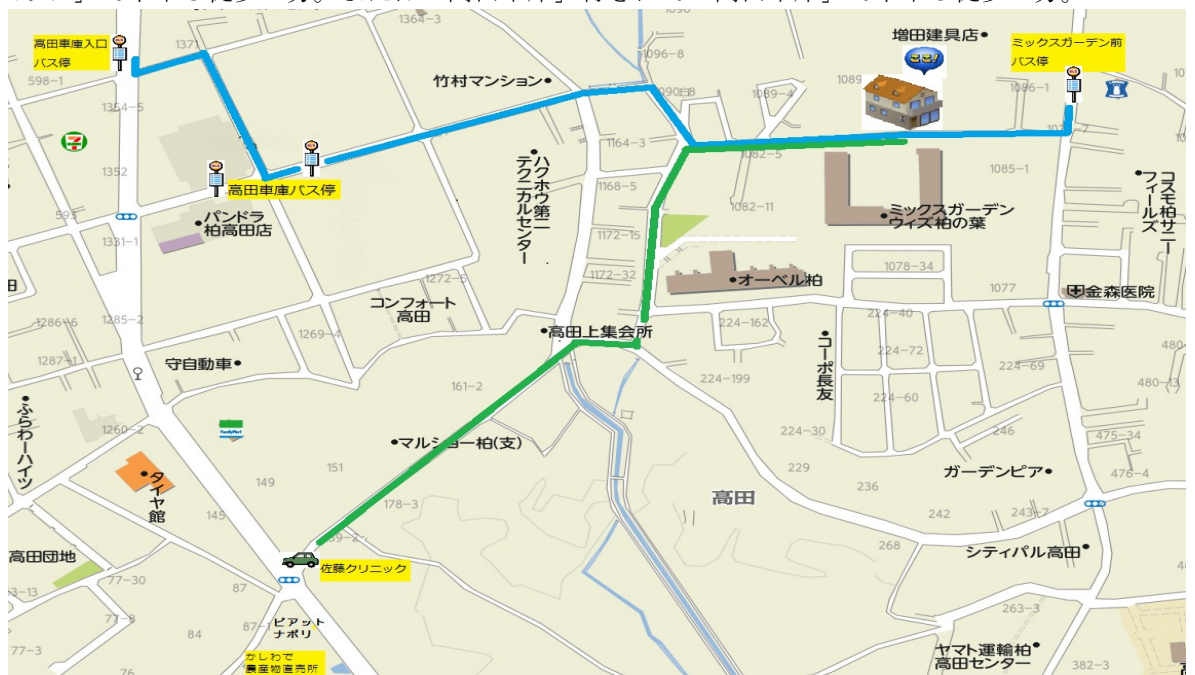 高田車庫入口
バス停
1371
1364-3
1090
1096-8
増田建具店
ここ!
ミックスガーデン前
バス停
598-1
竹村マンション
1090-8
1089-4
1089
1086-1
1354-5
1164-3
1082-5
1352
高田車庫バス停
ハクホウ第二
テクニカルセンター
1168-5
1085-1
コスモ柏サニー
フィールズ
593
パンドラ
柏高田店
1082-11
ミックスガーデン
ウィズ柏の葉
1331-1
1172-15
1172-32
1272-5
オーベル柏
1078-34
1077
金森医院
田
コンフォート
高田
1286-6
1285-2
1269-4
高田上集会所
224-162
224-40
コーポ長友
224-72
480-
1287-1
守自動車
161-2
224-199
224-69
480-13
ふらわーハイツ
FamilyMart
224-60
1260-2
マルショー柏(支)
224-30
246
475-34
タイヤ館
151
149
178-3
高田
229
236
ガーデンピア
476-4
145
242
243-7
高田団地
佐藤クリニック
268
シティパル高田
77-30
87
77-8
84
ピアット
ナポリ
263-3
77-3
かしわで
農産物直売所
ヤマト運輸柏
高田センター
382-3
76